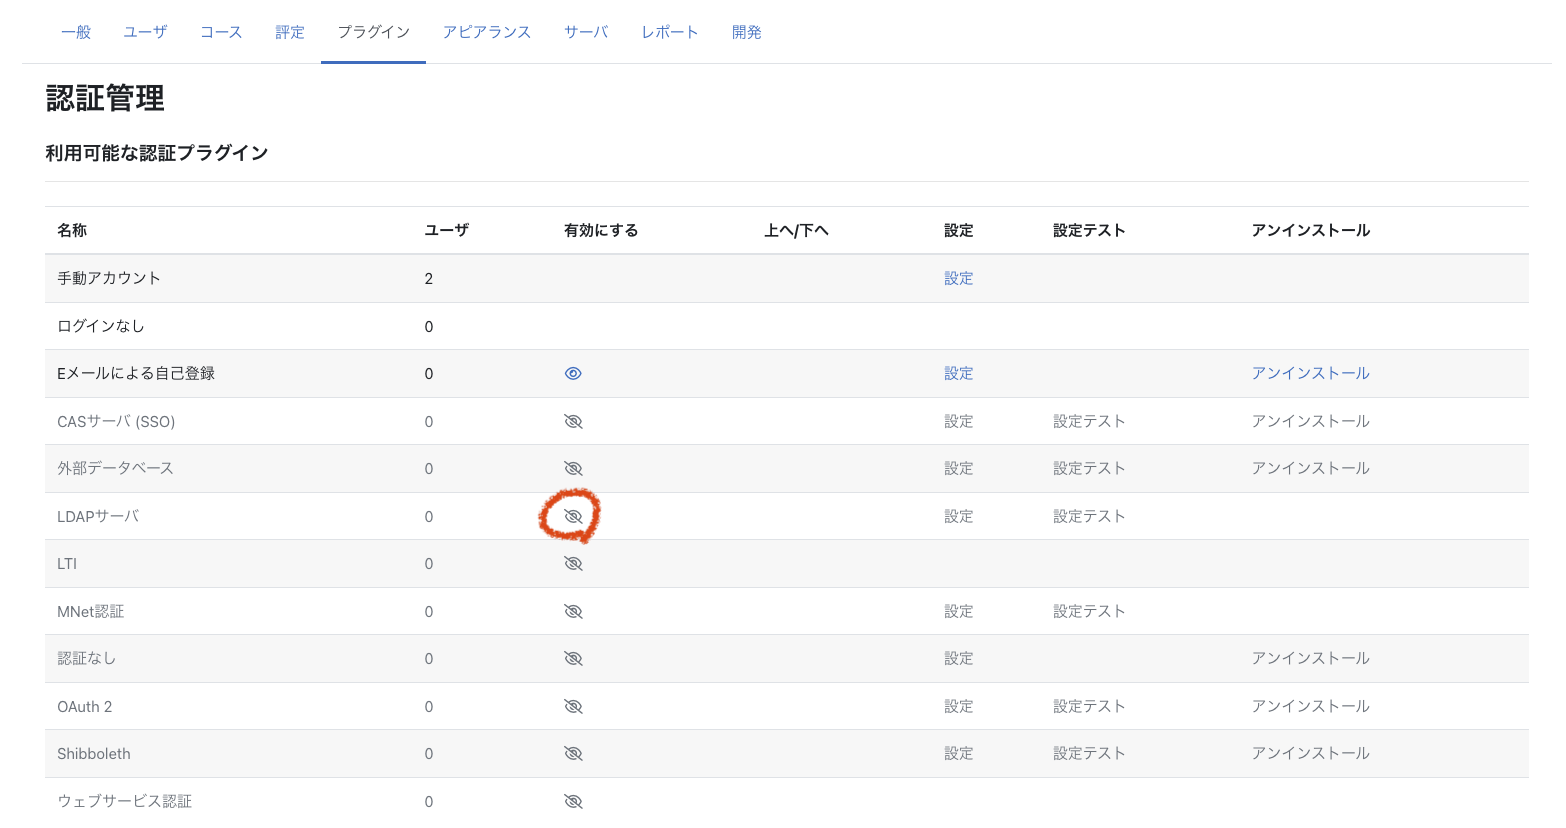 一般 ユーザ コース 評定 プラグイン アピアランス サーバ レポート 開発
認証管理
利用可能な認証プラグイン
名称 ユーザ 有効にする 上へ/下へ 設定 設定テスト アンインストール
手動アカウント 2 設定
ログインなし 0
Eメールによる自己登録 0 設定 アンインストール
CASサーバ (SSO) 0 設定 設定テスト アンインストール
外部データベース 0 設定 設定テスト アンインストール
LDAPサーバ 0 設定 設定テスト
LTI 0
MNet認証 0 設定 設定テスト
認証なし 0 設定 アンインストール
OAuth 2 0 設定 設定テスト アンインストール
Shibboleth 0 設定 設定テスト アンインストール
ウェブサービス認証 0